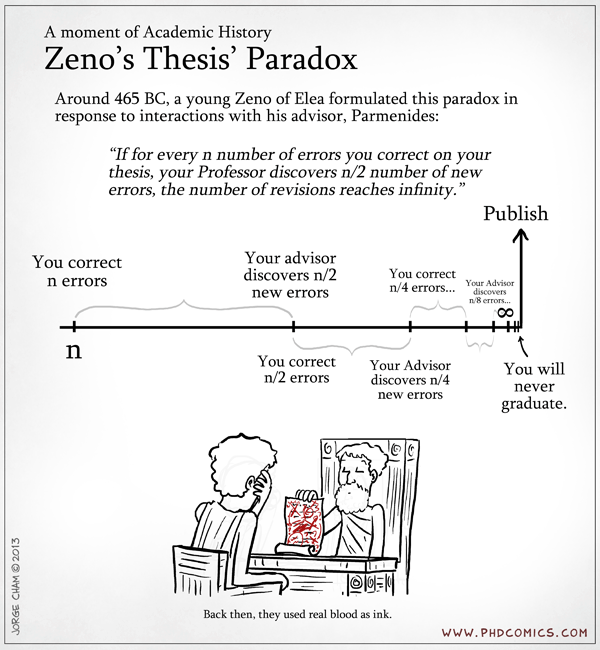 A moment of Academic History
Zeno's Thesis' Paradox
Around 465 BC, a young Zeno of Elea formulated this paradox in
response to interactions with his advisor, Parmenides:
"If for every n number of errors you correct on your
thesis, your Professor discovers n/2 number of new
errors, the number of revisions reaches infinity."
Publish
You correct
n errors
Your advisor
discovers n/2
new errors
You correct
n/4 errors...
Your Advisor
discovers
n/8 errors...
∞
n
You correct
n/2 errors
Your Advisor
discovers n/4
new errors
You will
never
graduate.
Back then, they used real blood as ink.
JORGE CHAM © 2013
WWW.PHDCOMICS.COM